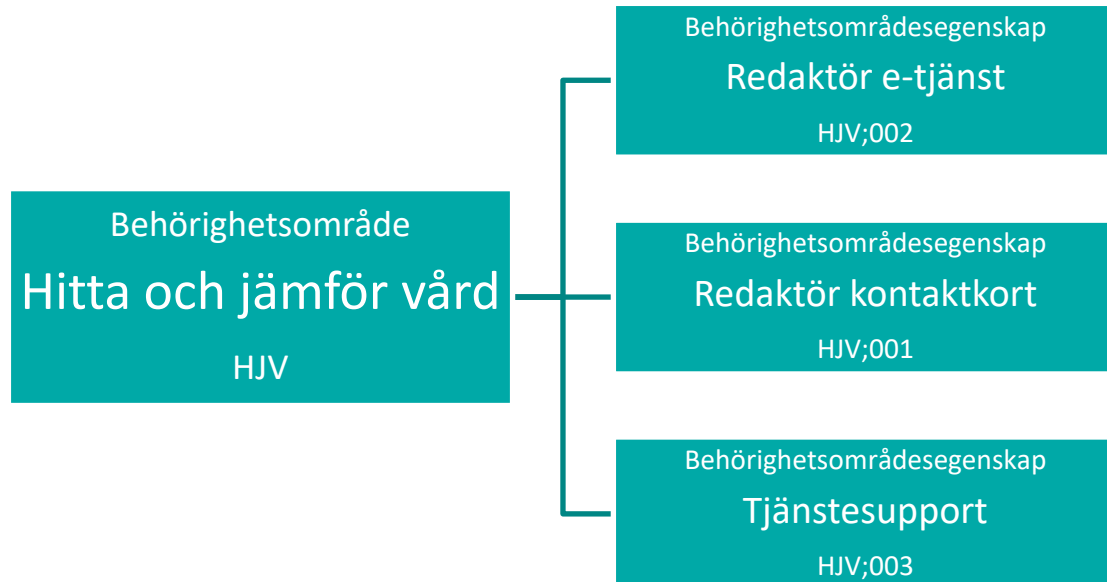 Behörighetsområde
Hitta och jämför vård
HJV
Behörighetsområdesegenskap
Redaktör e-tjänst
HJV;002
Behörighetsområdesegenskap
Redaktör kontaktkort
HJV;001
Behörighetsområdesegenskap
Tjänstesupport
HJV;003